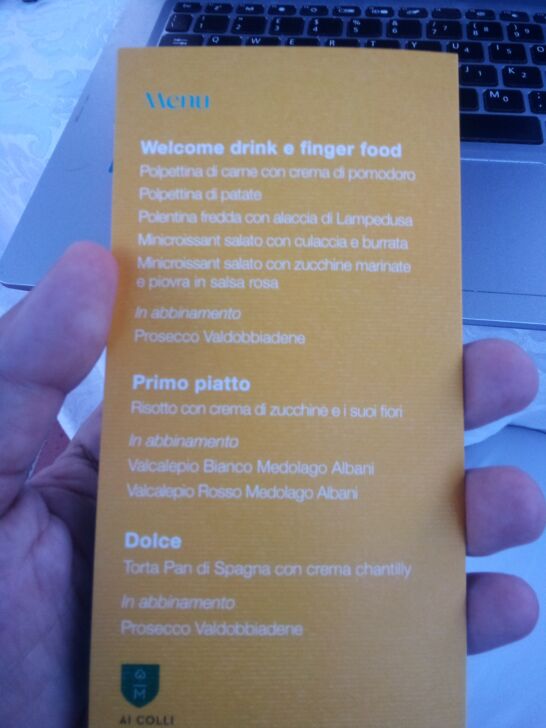 Menu
Welcome drink e finger food
Polpettina di carne con crema di pomodoro
Polpettina di patate
Polentina fredda con alaccia di Lampedusa
Minicroissant salato con culaccia e burrata
Minicroissant salato con zucchine marinate
e piovra in salsa rosa
In abbinamento
Prosecco Valdobbiadene
Primo piatto
Risotto con crema di zucchine e i suoi fiori
In abbinamento
Valcalepio Bianco Medolago Albani
Valcalepio Rosso Medolago Albani
Dolce
Torta Pan di Spagna con crema chantilly
In abbinamento
Prosecco Valdobbiadene
AI COLLI